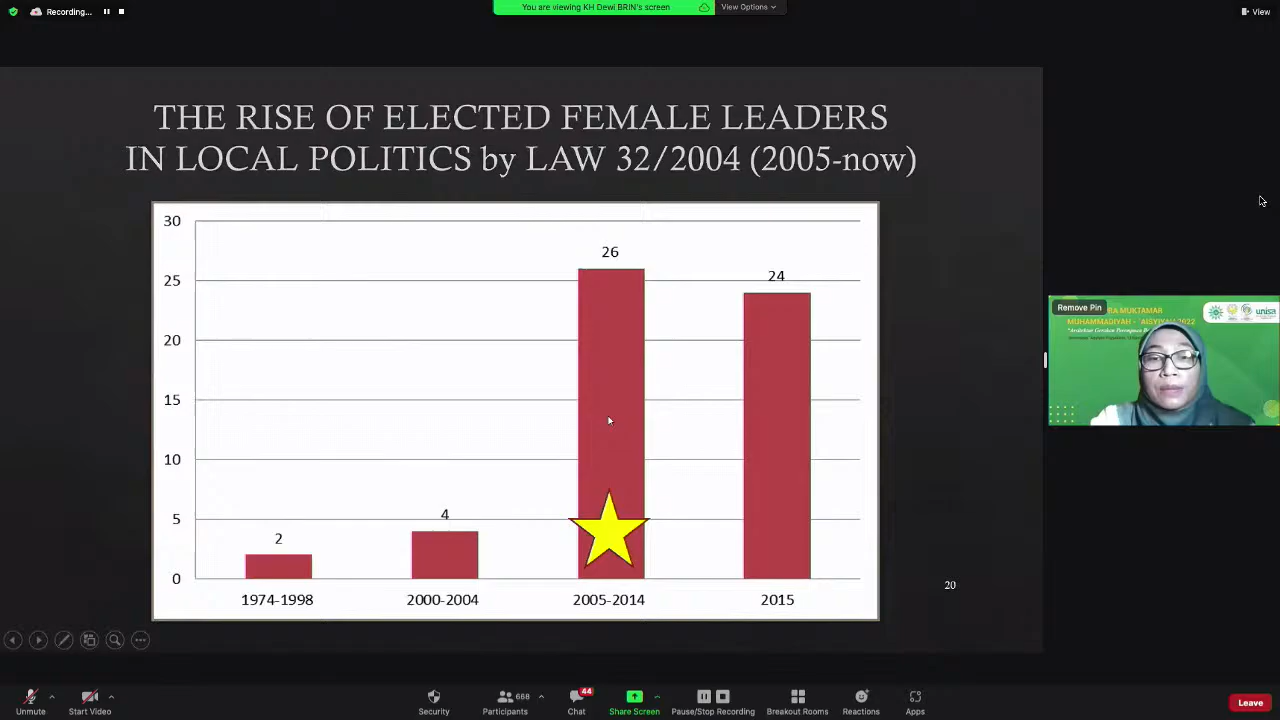 Recording...
You are viewing KH Dewi BRIN's screen
View Options
View
THE RISE OF ELECTED FEMALE LEADERS
IN LOCAL POLITICS by LAW 32/2004 (2005-now)
30
25
20
15
10
5
0
2
4
26
24
1974-1998
2000-2004
2005-2014
2015
20
Remove Pin
RA MUKTAMAR
MUHAMMADIYAH - 'AISYIYAH 2022
unisa
Unmute
Start Video
Security
668
Participants
44
Chat
Share Screen
Pause/Stop Recording
Breakout Rooms
Reactions
Apps
Leave